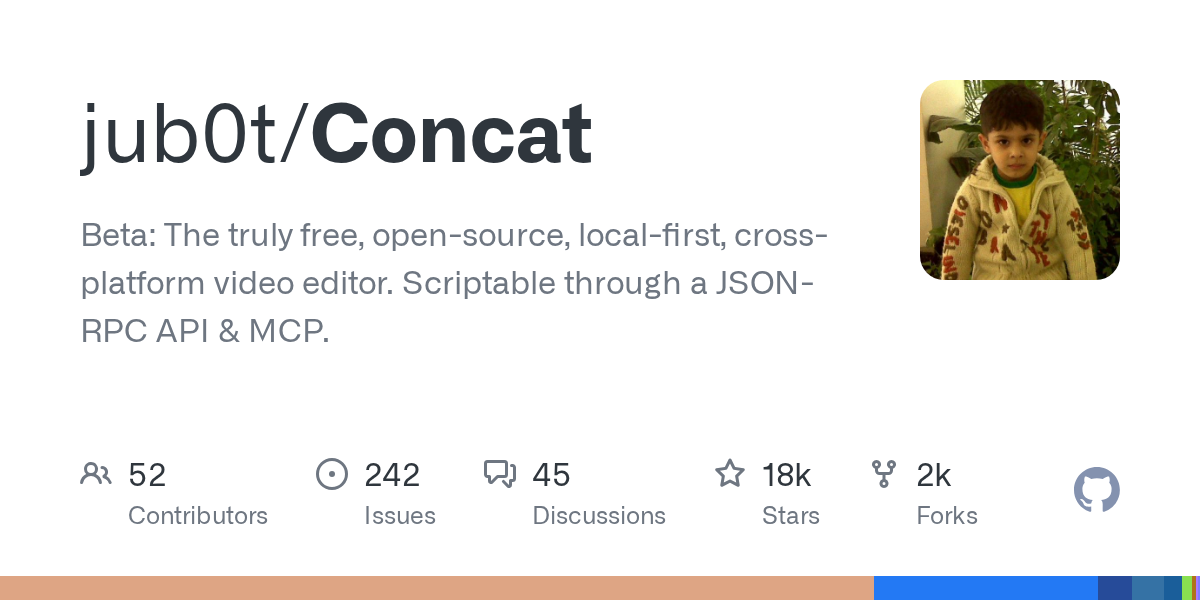 jub0t/Concat
Beta: The truly free, open-source, local-first, cross-
platform video editor. Scriptable through a JSON-
RPC API & MCP.
52
Contributors
242
Issues
45
Discussions
18k
Stars
2k
Forks